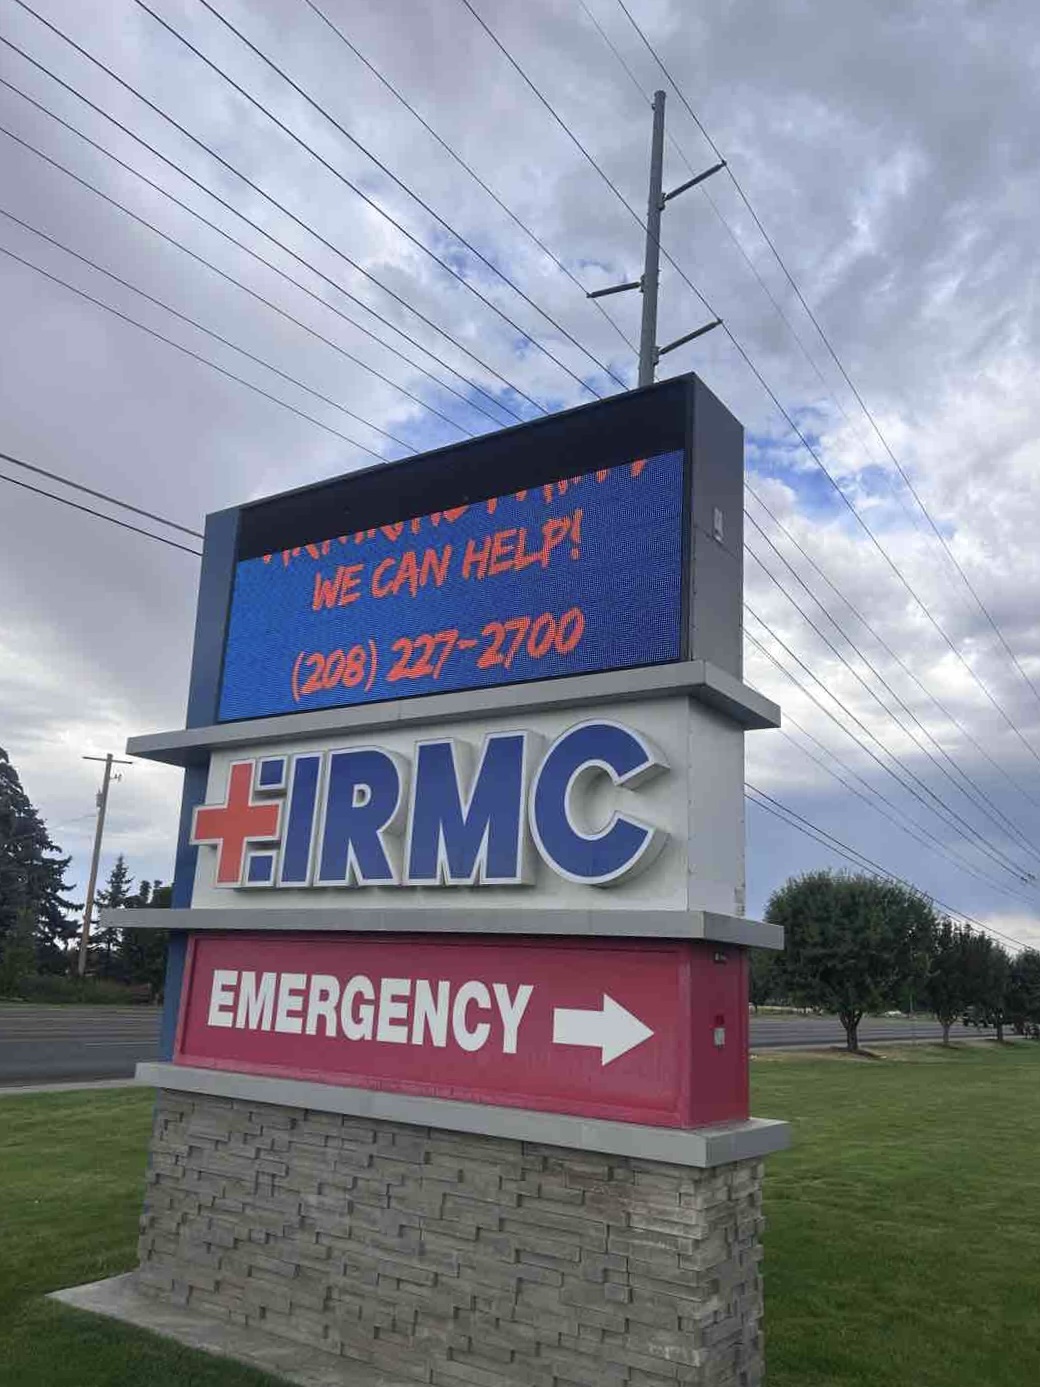 WE CAN HELP!
(208) 227-2700
IRMC
EMERGENCY